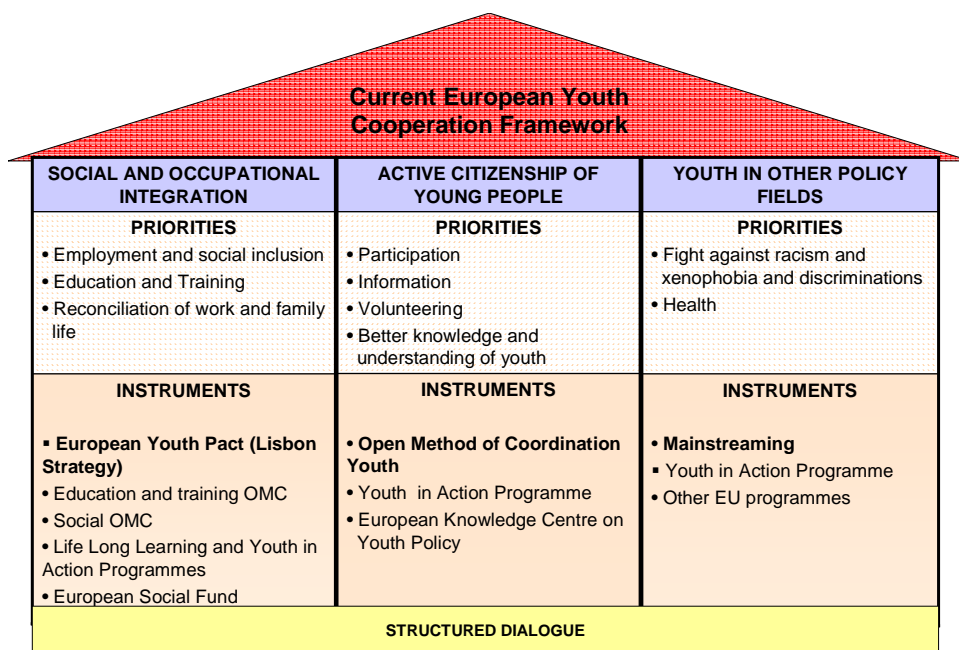 Current European Youth
Cooperation Framework
SOCIAL AND OCCUPATIONAL
INTEGRATION
PRIORITIES
• Employment and social inclusion
• Education and Training
• Reconciliation of work and family
life
INSTRUMENTS
▪ European Youth Pact (Lisbon
Strategy)
• Education and training OMC
• Social OMC
• Life Long Learning and Youth in
Action Programmes
• European Social Fund
ACTIVE CITIZENSHIP OF
YOUNG PEOPLE
PRIORITIES
• Participation
• Information
• Volunteering
• Better knowledge and
understanding of youth
INSTRUMENTS
• Open Method of Coordination
Youth
• Youth in Action Programme
• European Knowledge Centre on
Youth Policy
YOUTH IN OTHER POLICY
FIELDS
PRIORITIES
• Fight against racism and
xenophobia and discriminations
• Health
INSTRUMENTS
• Mainstreaming
▪ Youth in Action Programme
• Other EU programmes
STRUCTURED DIALOGUE